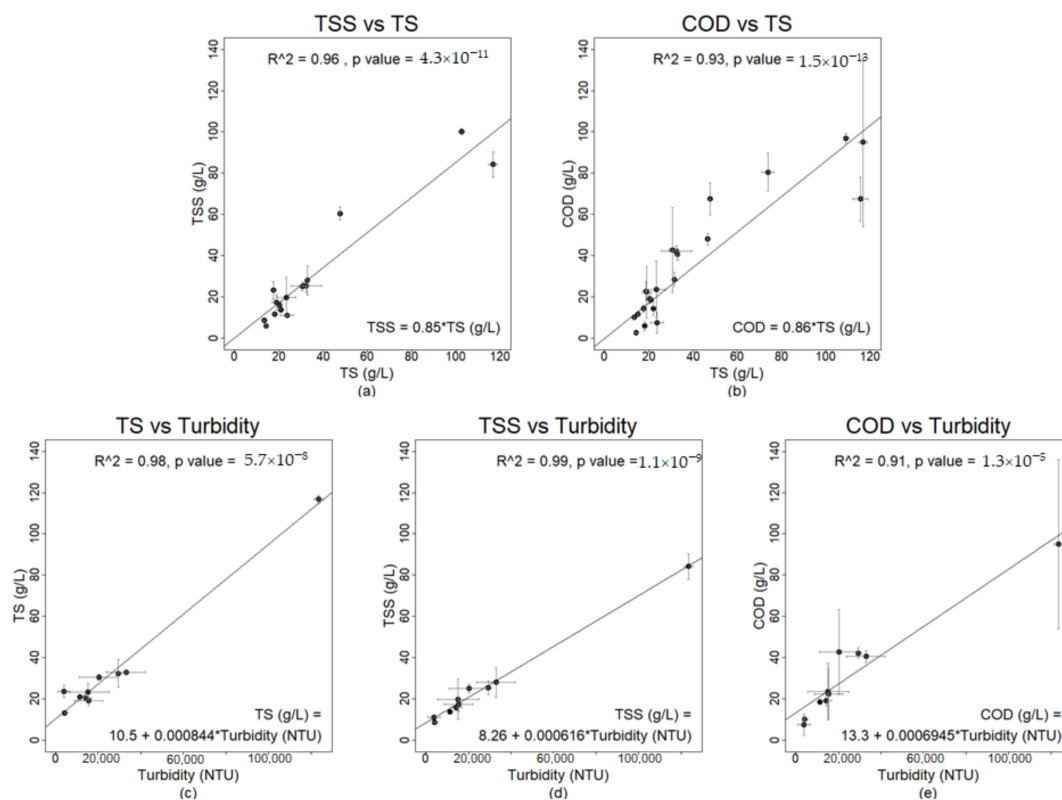 TSS vs TS
R^2 = 0.96 , p value = 4.3×10⁻¹¹
140
120
100
80
60
40
20
0
TSS (g/L)
TSS = 0.85*TS (g/L)
0 20 40 60 80 100 120
TS (g/L)
(a)
COD vs TS
R^2 = 0.93, p value = 1.5×10⁻¹³
140
120
100
80
60
40
20
0
COD (g/L)
COD = 0.86*TS (g/L)
0 20 40 60 80 100 120
TS (g/L)
(b)
TS vs Turbidity
R^2 = 0.98, p value = 5.7×10⁻⁸
140
120
100
80
60
40
20
0
TS (g/L)
TS (g/L) =
10.5 + 0.000844*Turbidity (NTU)
0 20,000 60,000 100,000
Turbidity (NTU)
(c)
TSS vs Turbidity
R^2 = 0.99, p value =1.1×10⁻⁹
140
120
100
80
60
40
20
0
TSS (g/L)
TSS (g/L) =
8.26 + 0.000616*Turbidity (NTU)
0 20,000 60,000 100,000
Turbidity (NTU)
(d)
COD vs Turbidity
R^2 = 0.91, p value = 1.3×10⁻⁵
140
120
100
80
60
40
20
0
COD (g/L)
COD (g/L) =
13.3 + 0.0006945*Turbidity (NTU)
0 20,000 60,000 100,000
Turbidity (NTU)
(e)